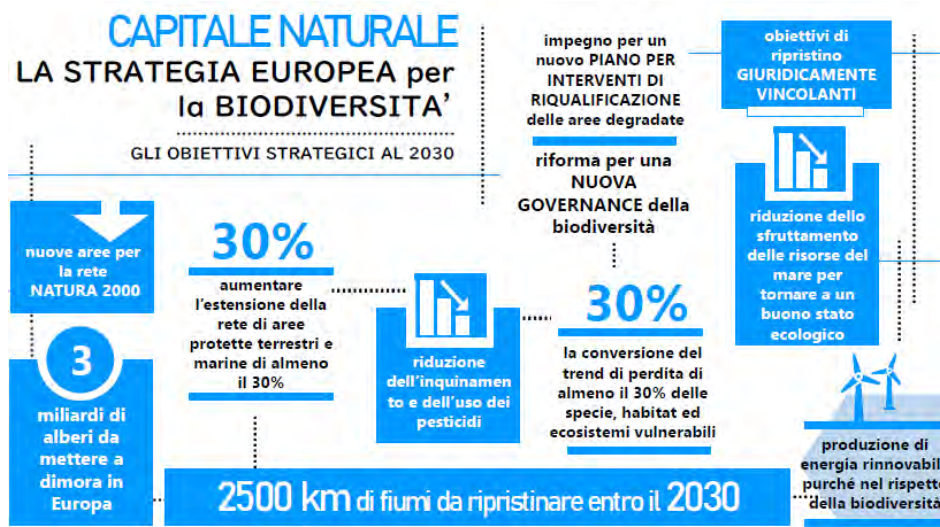 CAPITALE NATURALE
LA STRATEGIA EUROPEA per
la BIODIVERSITA’
GLI OBIETTIVI STRATEGICI AL 2030
impegno per un
nuovo PIANO PER
INTERVENTI DI
RIQUALIFICAZIONE
delle aree degradate
riforma per una
NUOVA
GOVERNANCE della
biodiversità
obiettivi di
ripristino
GIURIDICAMENTE
VINCOLANTI
riduzione dello
sfruttamento
delle risorse del
mare per
tornare a un
buono stato
ecologico
nuove aree per
la rete
NATURA 2000
30%
aumentare
l’estensione della
rete di aree
protette terrestri e
marine di almeno
il 30%
riduzione
dell’inquinamen
to e dell’uso dei
pesticidi
30%
la conversione del
trend di perdita di
almeno il 30% delle
specie, habitat ed
ecosistemi vulnerabili
3
miliardi di
alberi da
mettere a
dimora in
Europa
2500 km di fiumi da ripristinare entro il 2030
produzione di
energia rinnovabil
purché nel rispetto
della biodiversità